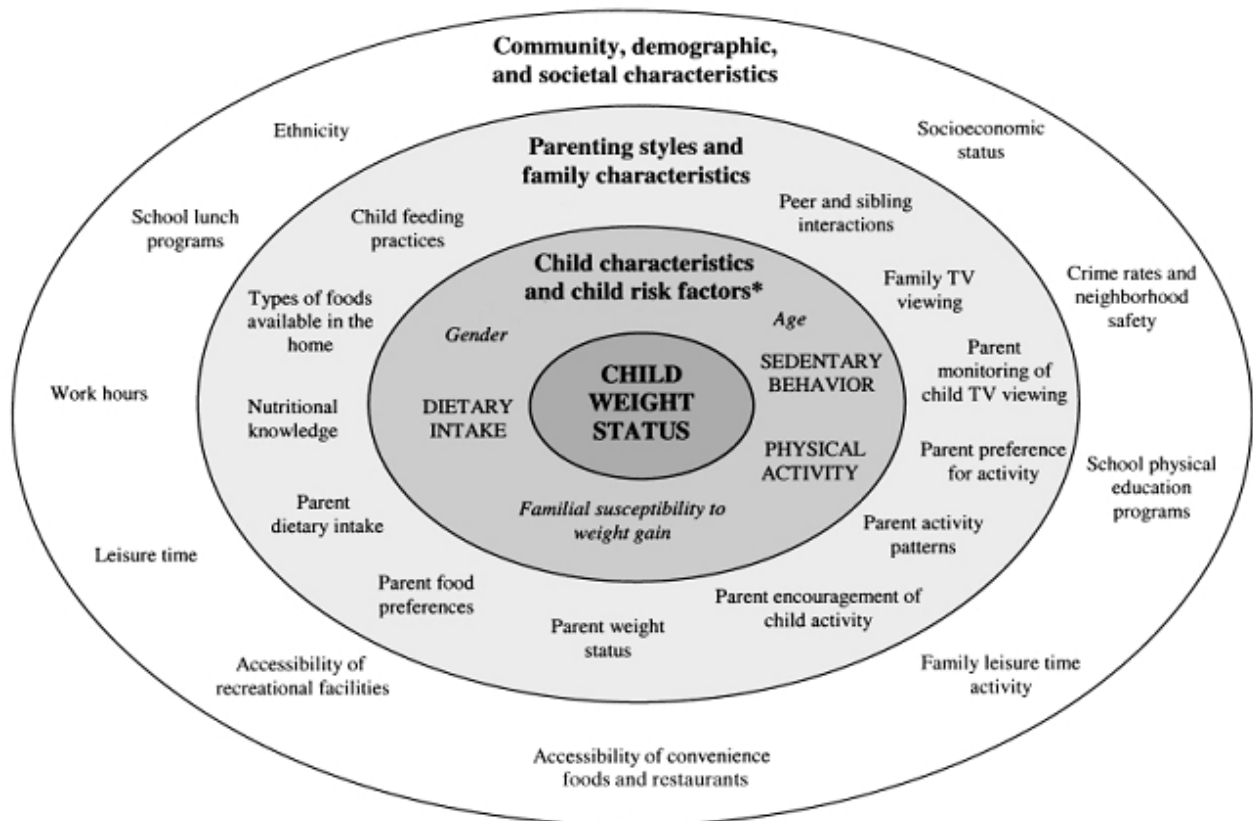 Community, demographic,
and societal characteristics
Ethnicity
Socioeconomic
status
School lunch
programs
Crime rates and
neighborhood
safety
Work hours
School physical
education
programs
Leisure time
Accessibility of
recreational facilities
Family leisure time
activity
Accessibility of convenience
foods and restaurants
Parenting styles and
family characteristics
Child feeding
practices
Peer and sibling
interactions
Types of foods
available in the
home
Family TV
viewing
Nutritional
knowledge
Parent
monitoring of
child TV viewing
Parent preference
for activity
Parent
dietary intake
Parent activity
patterns
Parent food
preferences
Parent weight
status
Parent encouragement of
child activity
Child characteristics
and child risk factors*
Gender
Age
DIETARY
INTAKE
SEDENTARY
BEHAVIOR
PHYSICAL
ACTIVITY
Familial susceptibility to
weight gain
CHILD
WEIGHT
STATUS